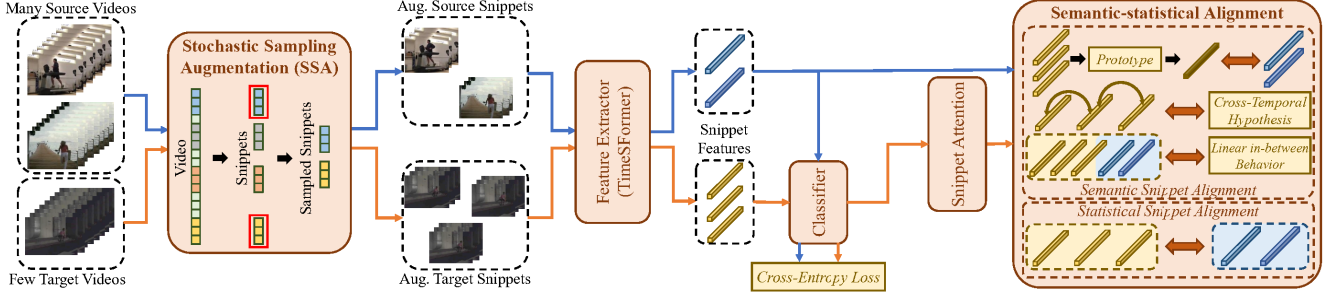 Many Source Videos
Few Target Videos
Stochastic Sampling
Augmentation (SSA)
Video
Snippets
Sampled Snippets
Aug. Source Snippets
Aug. Target Snippets
Feature Extractor
(TimeSFormer)
Snippet
Features
Classifier
Cross-Entropy Loss
Snippet Attention
Semantic-statistical Alignment
Prototype
Cross-Temporal
Hypothesis
Linear in-between
Behavior
Semantic Snippet Alignment
Statistical Snippet Alignment